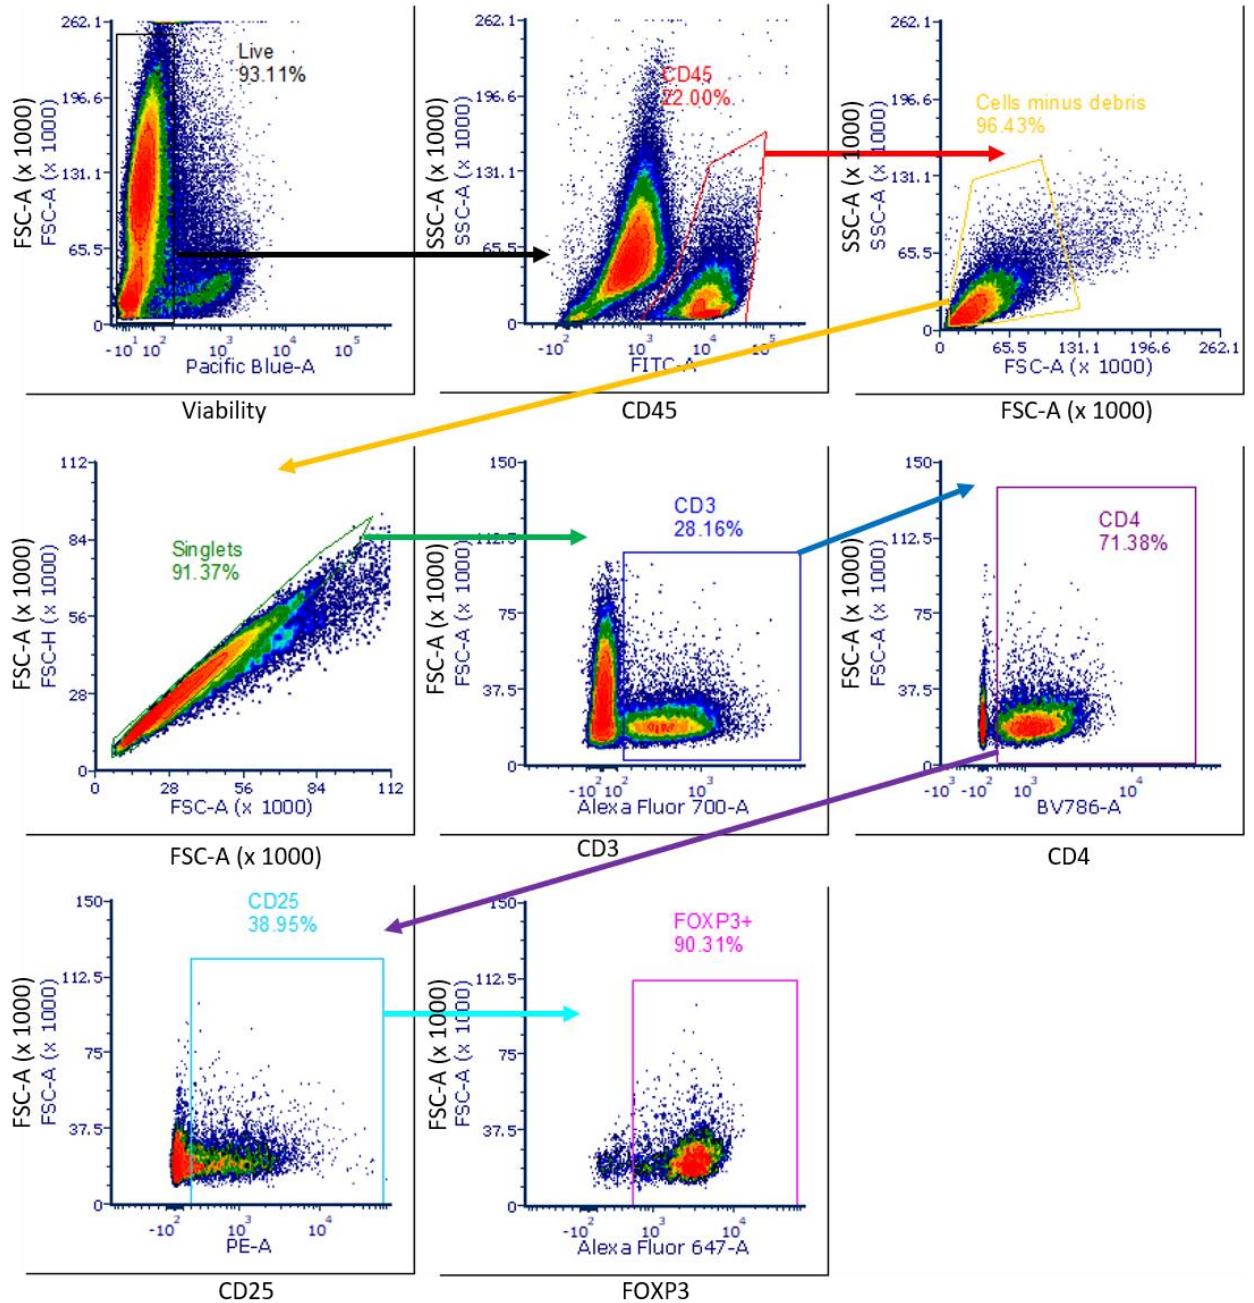 262.1
196.6
131.1
65.5
0
FSC-A (x 1000)
FSC-A (x 1000)
Live
93.11%
-10¹ 10² 10³ 10⁴ 10⁵
Pacific Blue-A
Viability
262.1
196.6
131.1
65.5
0
SSC-A (x 1000)
SSC-A (x 1000)
CD45
22.00%
-10² 10³ 10⁴ 10⁵
FITC-A
CD45
262.1
196.6
131.1
65.5
0
SSC-A (x 1000)
SSC-A (x 1000)
Cells minus debris
96.43%
0 65.5 131.1 196.6 262.1
FSC-A (x 1000)
FSC-A (x 1000)
112
84
56
28
0
FSC-A (x 1000)
FSC-H (x 1000)
Singlets
91.37%
0 28 56 84 112
FSC-A (x 1000)
FSC-A (x 1000)
150
112.5
75
37.5
0
FSC-A (x 1000)
FSC-A (x 1000)
CD3
28.16%
-10² 10² 10³
Alexa Fluor 700-A
CD3
150
112.5
75
37.5
0
FSC-A (x 1000)
FSC-A (x 1000)
CD4
71.38%
-10³ -10² 10³ 10⁴
BV786-A
CD4
150
112.5
75
37.5
0
FSC-A (x 1000)
FSC-A (x 1000)
CD25
38.95%
-10² 10³ 10⁴
PE-A
CD25
150
112.5
75
37.5
0
FSC-A (x 1000)
FSC-A (x 1000)
FOXP3+
90.31%
-10² 10³ 10⁴
Alexa Fluor 647-A
FOXP3